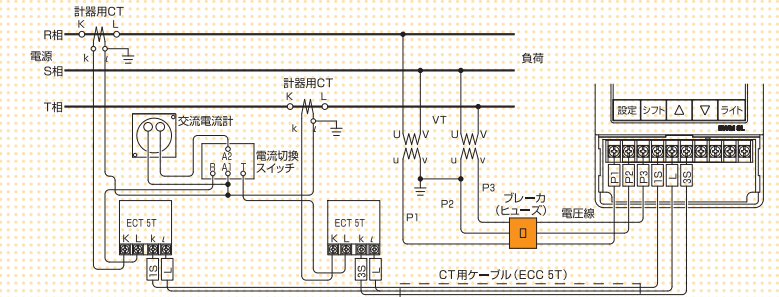 計器用CT
K L
R相
k ℓ
電源
S相
負荷
計器用CT
K L
T相
k ℓ
交流電流計
VT
U V U V
u v u v
A2
R A1 T
電流切換
スイッチ
設定 シフト △ ▽ ライト
P1 P2 P3 1S L 3S
P3
P2
P1
ブレーカ
(ヒューズ)
電圧線
ECT 5T
K L k ℓ
1S L
ECT 5T
K L k ℓ
3S L
CT用ケーブル(ECC 5T)